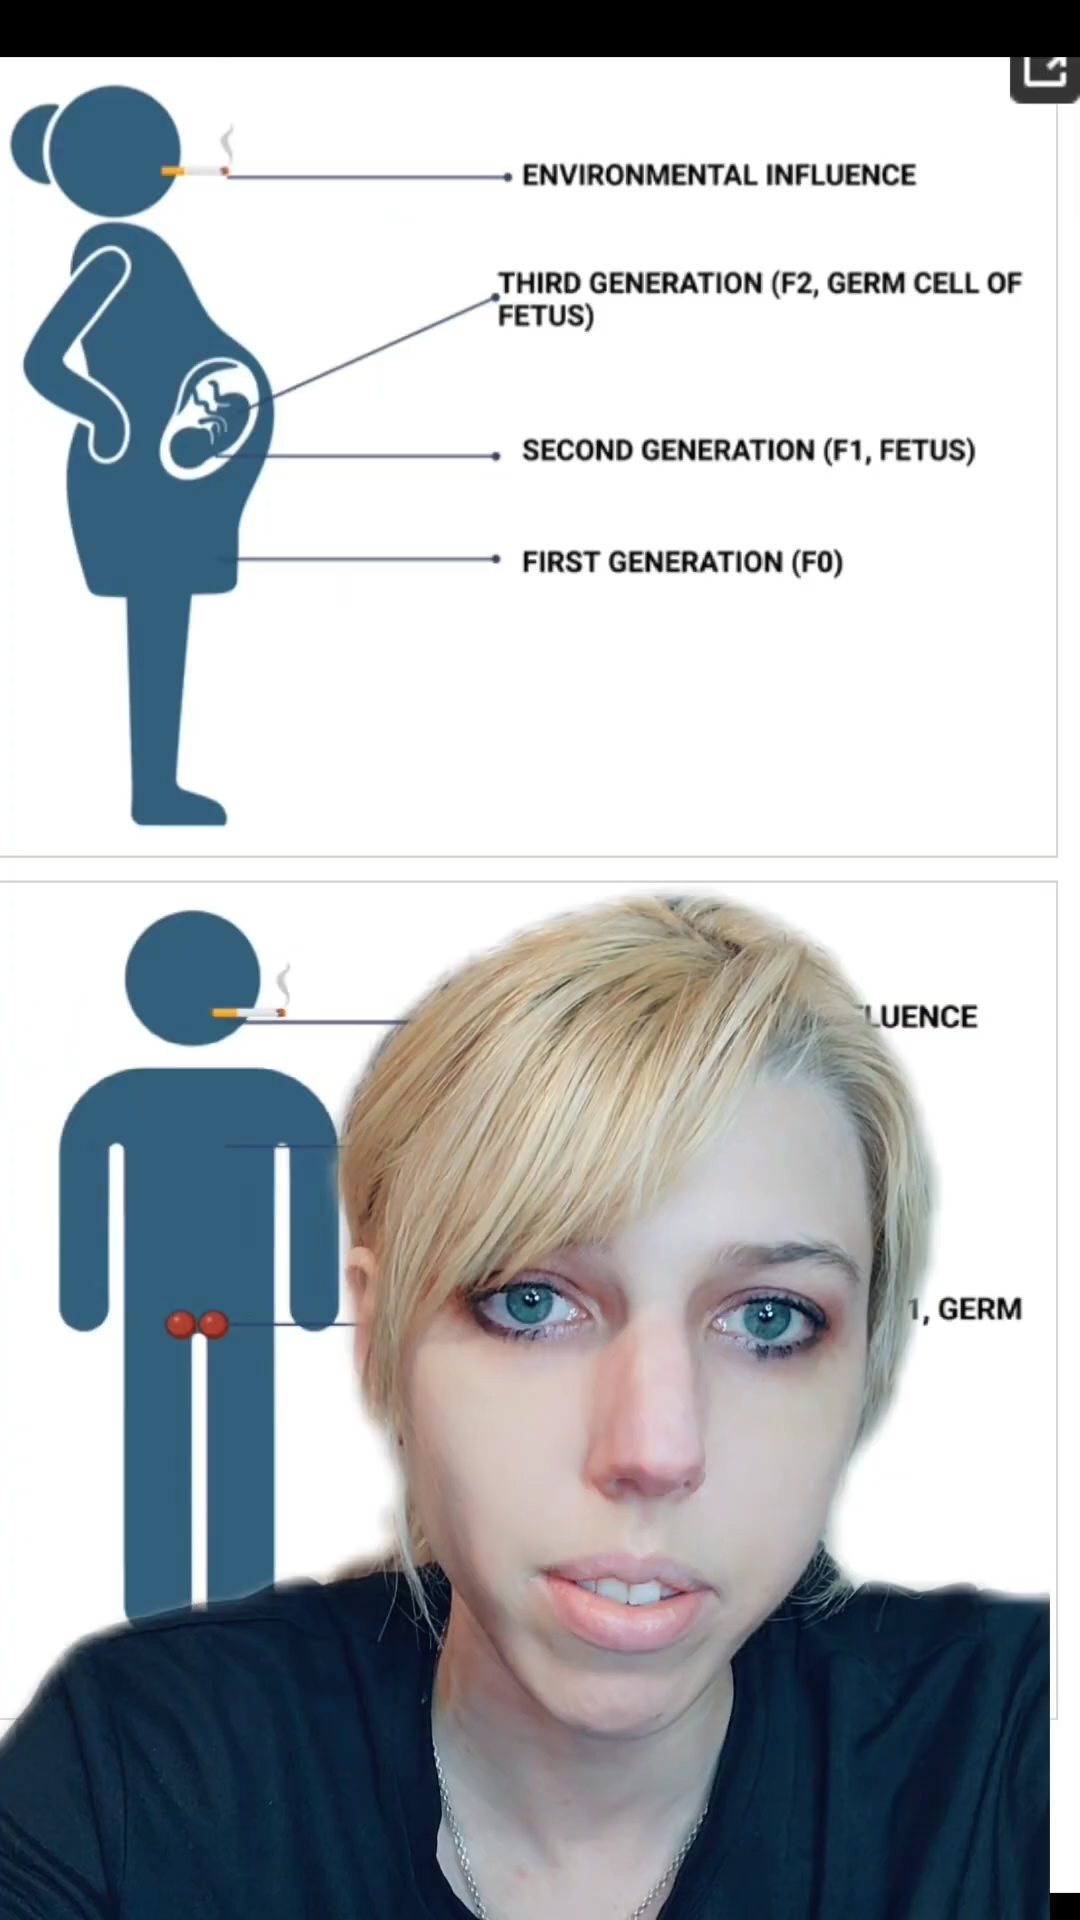 ENVIRONMENTAL INFLUENCE
THIRD GENERATION (F2, GERM CELL OF
FETUS)
SECOND GENERATION (F1, FETUS)
FIRST GENERATION (F0)
LUENCE
1, GERM